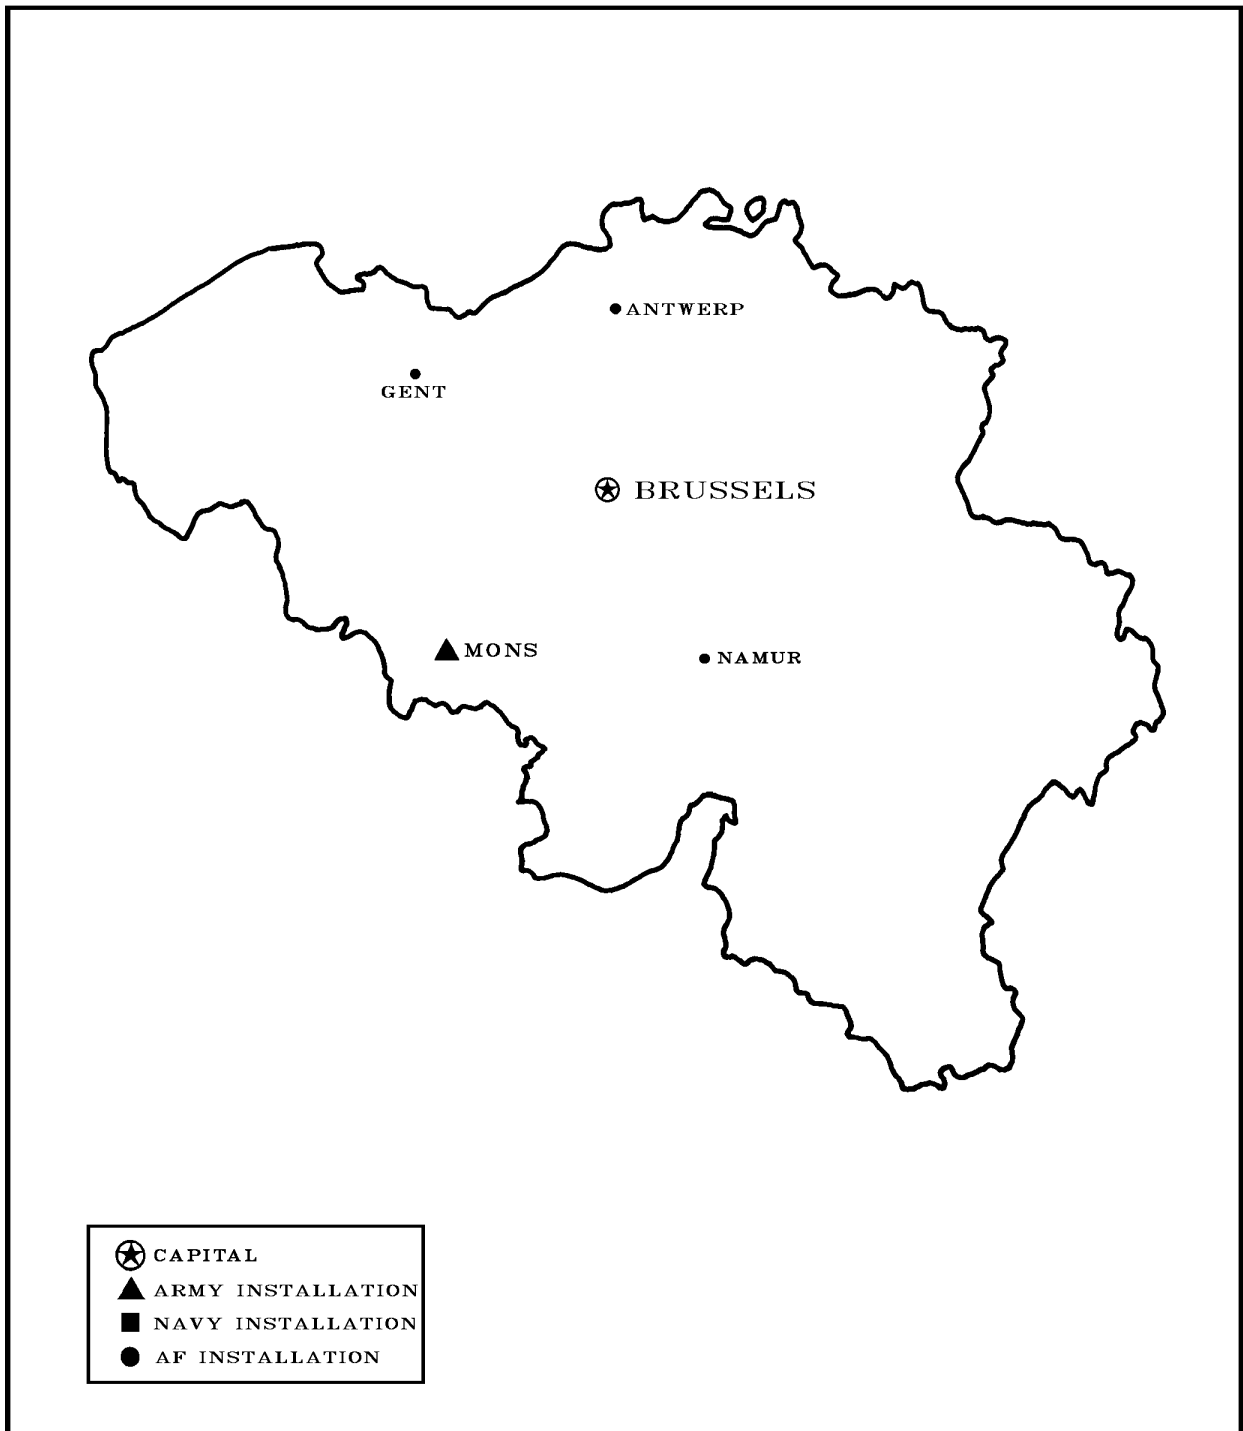 ANTWERP
GENT
BRUSSELS
MONS
NAMUR
CAPITAL
ARMY INSTALLATION
NAVY INSTALLATION
AF INSTALLATION